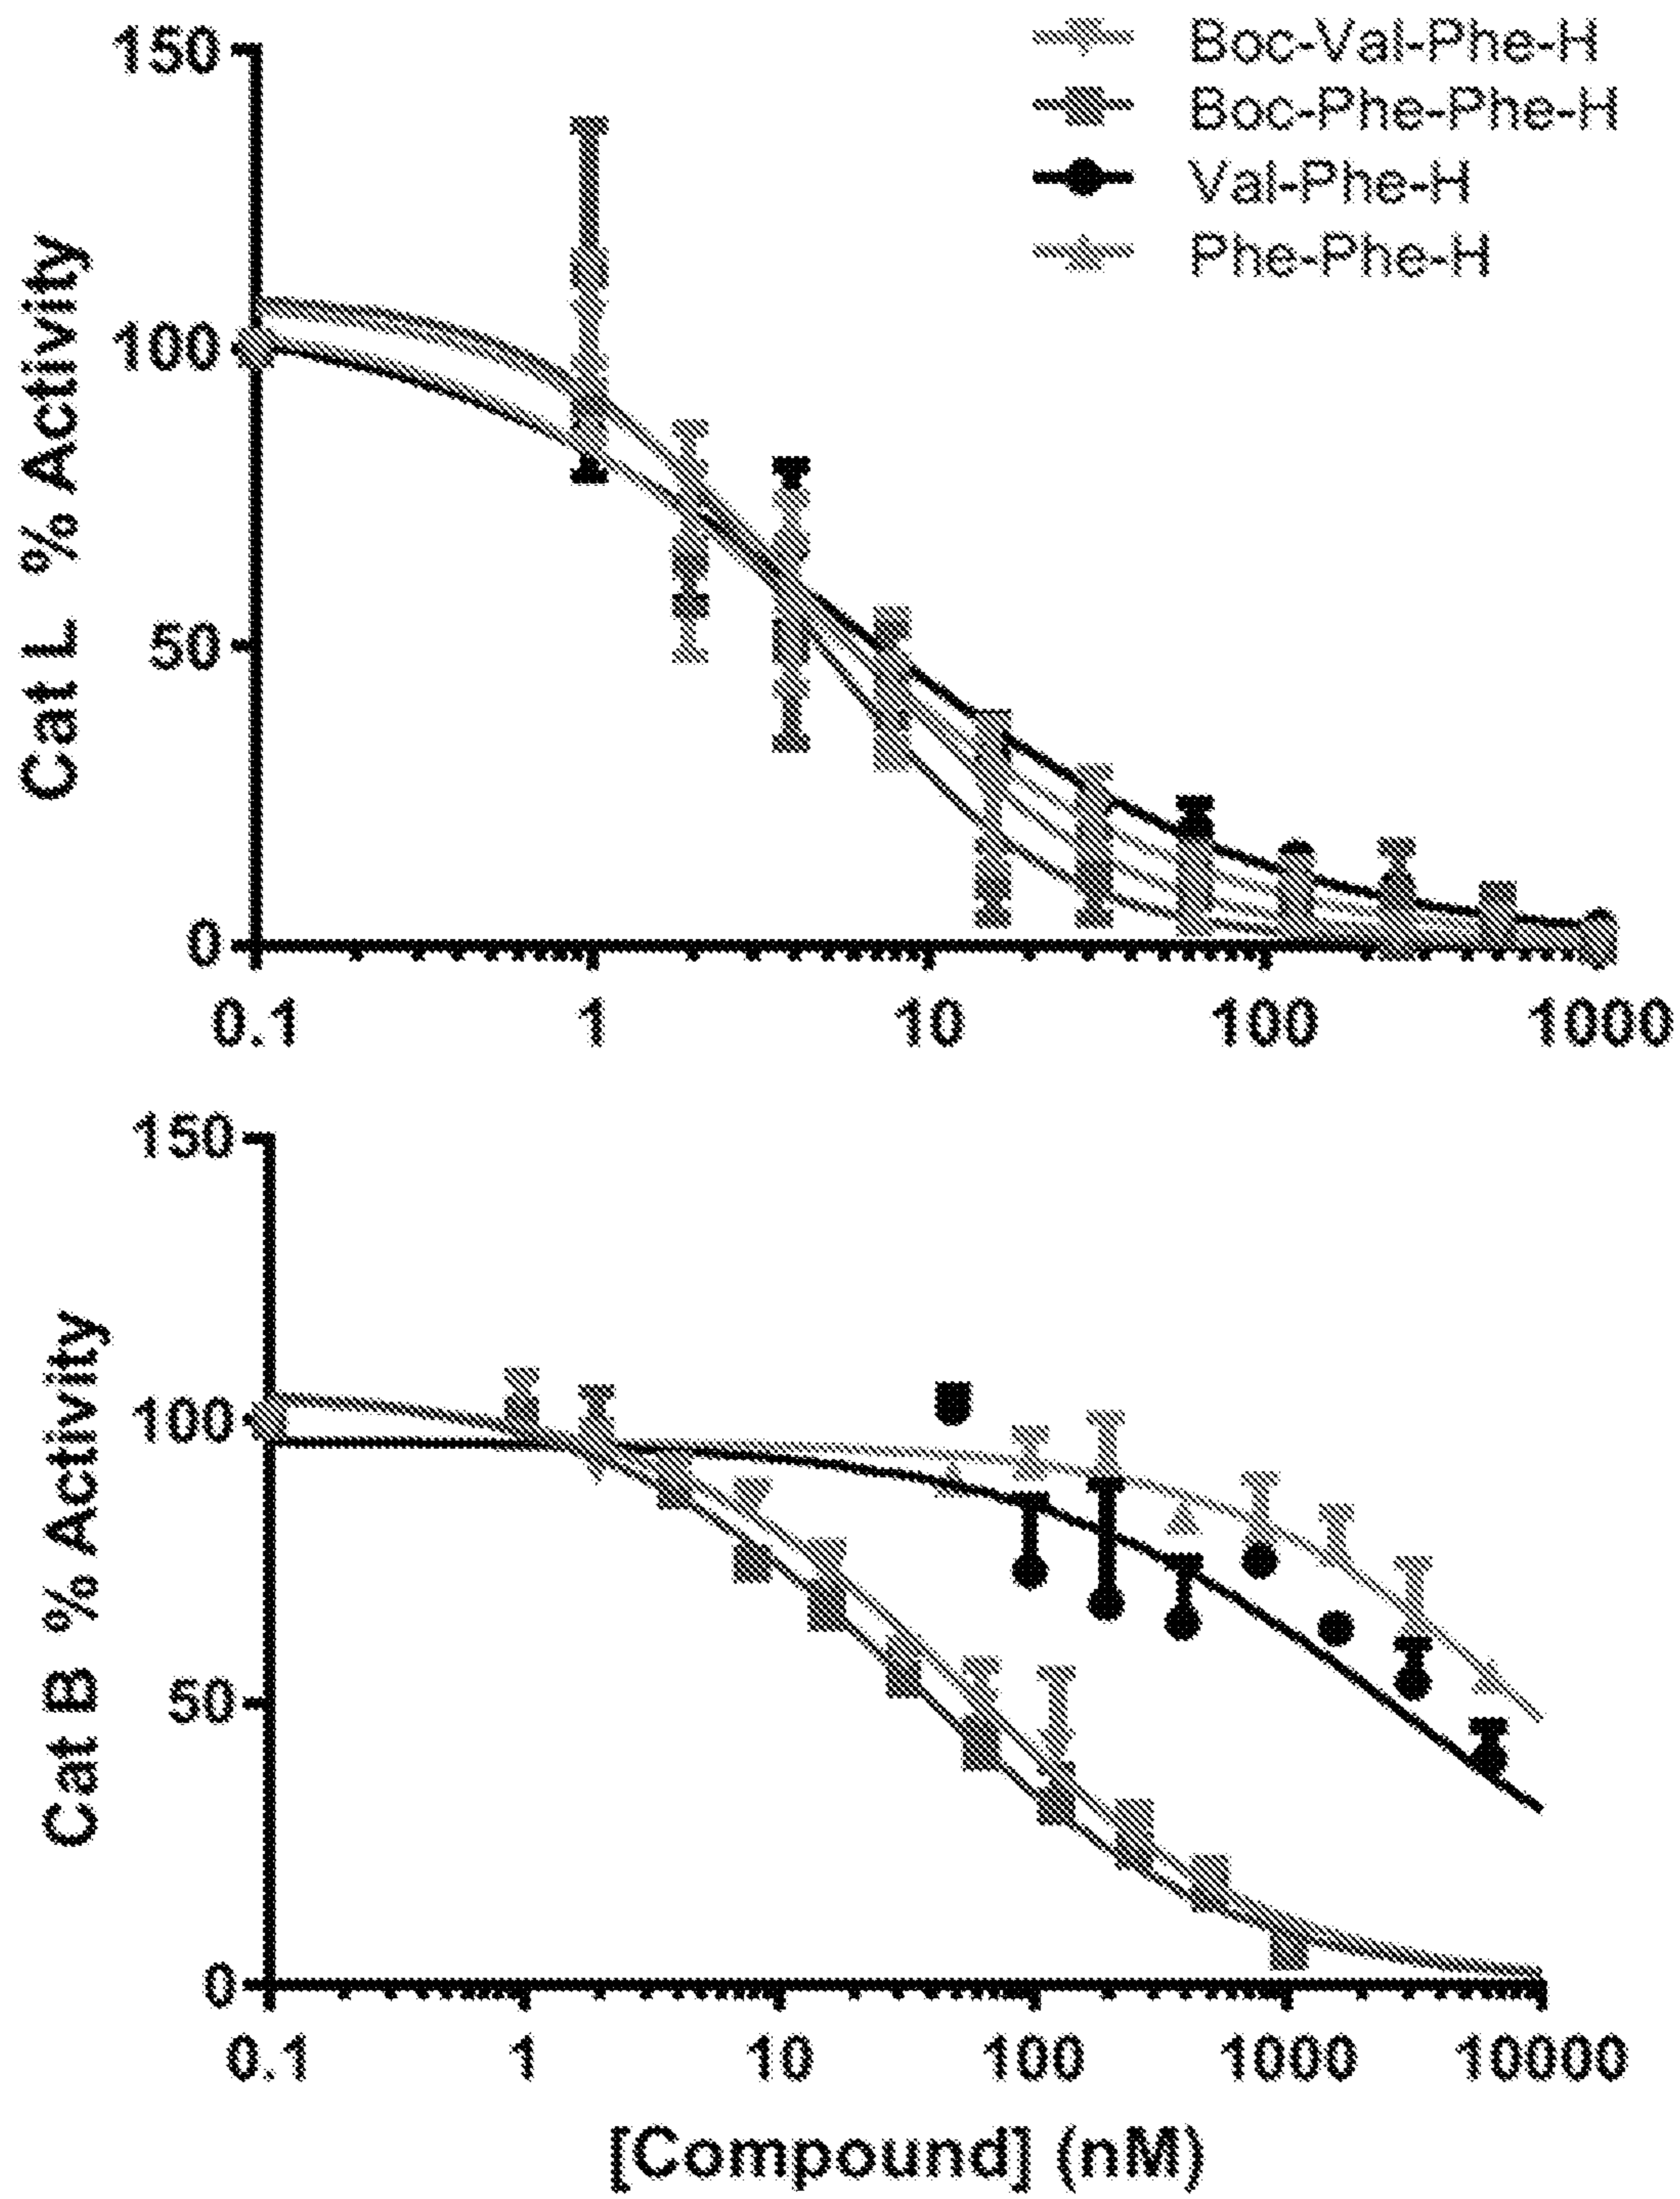 Boc-Val-Phe-H
Boc-Phe-Phe-H
Val-Phe-H
Phe-Phe-H
Cat L % Activity
150
100
50
0
0.1 1 10 100 1000
Cat B % Activity
150
100
50
0
0.1 1 10 100 1000 10000
[Compound] (nM)